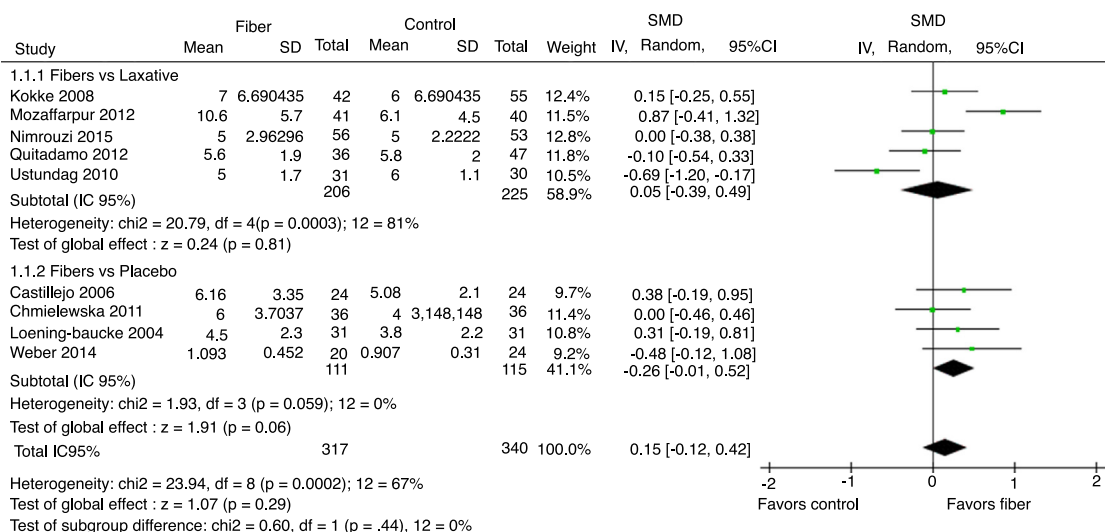 Fiber Control SMD SMD
Study Mean SD Total Mean SD Total Weight IV, Random, 95%CI IV, Random, 95%CI
1.1.1 Fibers vs Laxative
Kokke 2008 7 6.690435 42 6 6.690435 55 12.4% 0.15 [-0.25, 0.55]
Mozaffarpur 2012 10.6 5.7 41 6.1 4.5 40 11.5% 0.87 [-0.41, 1.32]
Nimrouzi 2015 5 2.96296 56 5 2.2222 53 12.8% 0.00 [-0.38, 0.38]
Quitadamo 2012 5.6 1.9 36 5.8 2 47 11.8% -0.10 [-0.54, 0.33]
Ustundag 2010 5 1.7 31 6 1.1 30 10.5% -0.69 [-1.20, -0.17]
Subtotal (IC 95%) 206 225 58.9% 0.05 [-0.39, 0.49]
Heterogeneity: chi2 = 20.79, df = 4(p = 0.0003); 12 = 81%
Test of global effect : z = 0.24 (p = 0.81)
1.1.2 Fibers vs Placebo
Castillejo 2006 6.16 3.35 24 5.08 2.1 24 9.7% 0.38 [-0.19, 0.95]
Chmielewska 2011 6 3.7037 36 4 3,148,148 36 11.4% 0.00 [-0.46, 0.46]
Loening-baucke 2004 4.5 2.3 31 3.8 2.2 31 10.8% 0.31 [-0.19, 0.81]
Weber 2014 1.093 0.452 20 0.907 0.31 24 9.2% -0.48 [-0.12, 1.08]
Subtotal (IC 95%) 111 115 41.1% -0.26 [-0.01, 0.52]
Heterogeneity: chi2 = 1.93, df = 3 (p = 0.059); 12 = 0%
Test of global effect : z = 1.91 (p = 0.06)
Total IC95% 317 340 100.0% 0.15 [-0.12, 0.42]
Heterogeneity: chi2 = 23.94, df = 8 (p = 0.0002); 12 = 67%
Test of global effect : z = 1.07 (p = 0.29)
Test of subgroup difference: chi2 = 0.60, df = 1 (p = .44), 12 = 0%
-2 -1 0 1 2
Favors control Favors fiber